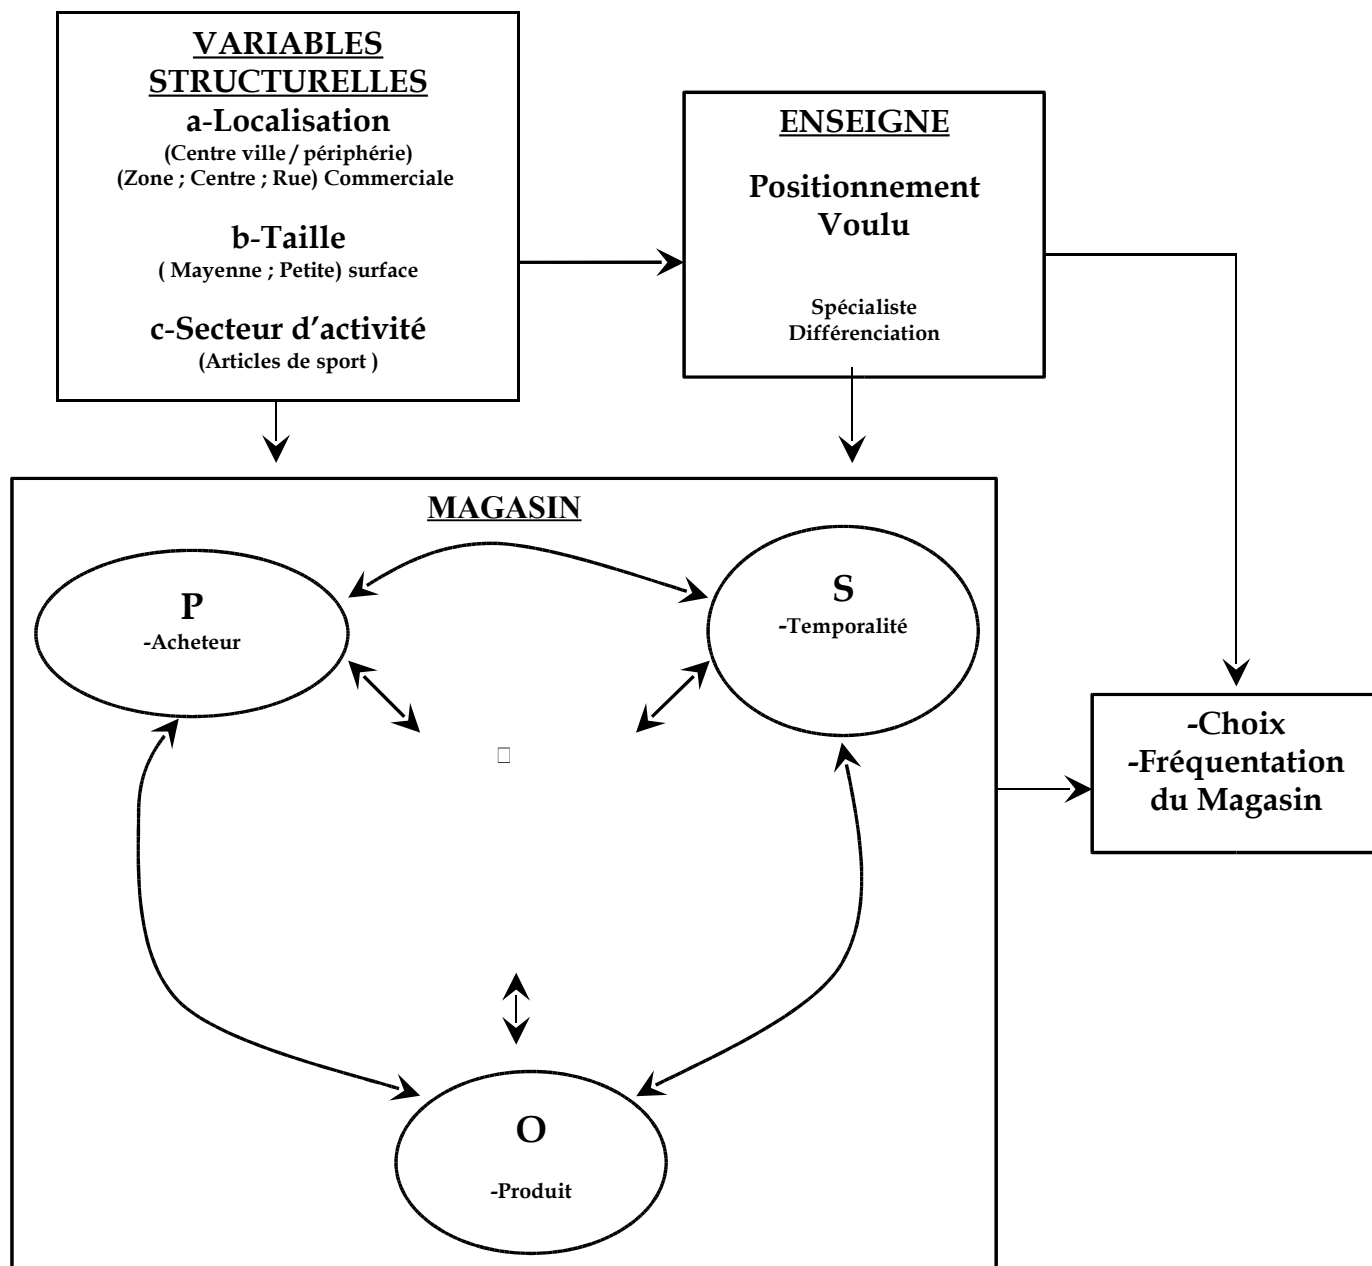 VARIABLES
STRUCTURELLES
a-Localisation
(Centre ville / périphérie)
(Zone ; Centre ; Rue) Commerciale
b-Taille
( Mayenne ; Petite) surface
c-Secteur d’activité
(Articles de sport )
ENSEIGNE
Positionnement
Voulu
Spécialiste
Différenciation
MAGASIN
P
-Acheteur
S
-Temporalité
-Choix
-Fréquentation
du Magasin
O
-Produit